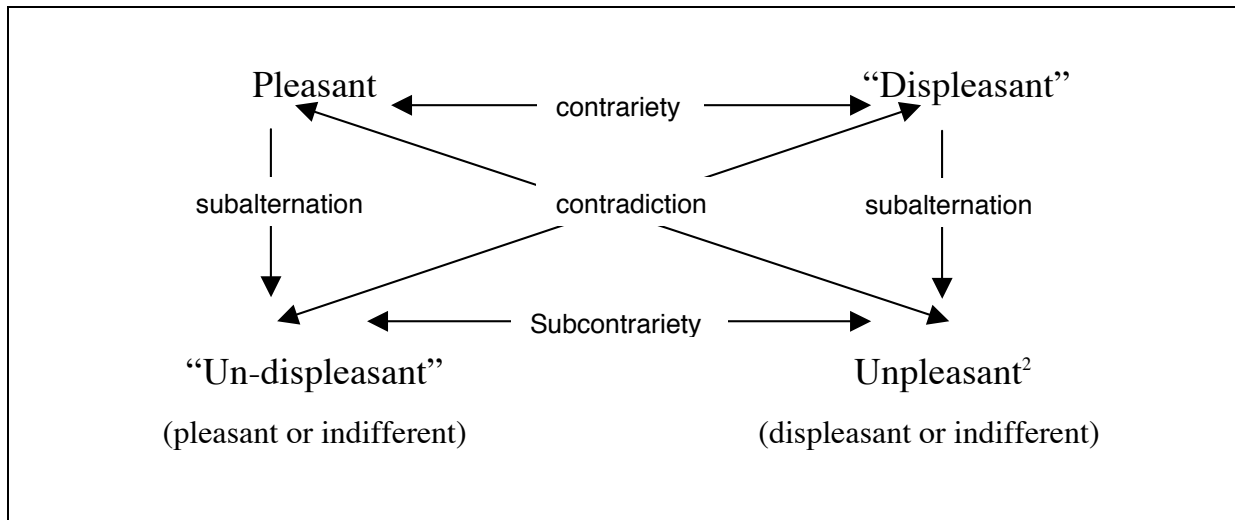 Pleasant “Displeasant”
contrariety
subalternation contradiction subalternation
Subcontrariety
“Un-displeasant” Unpleasant²
(pleasant or indifferent) (displeasant or indifferent)